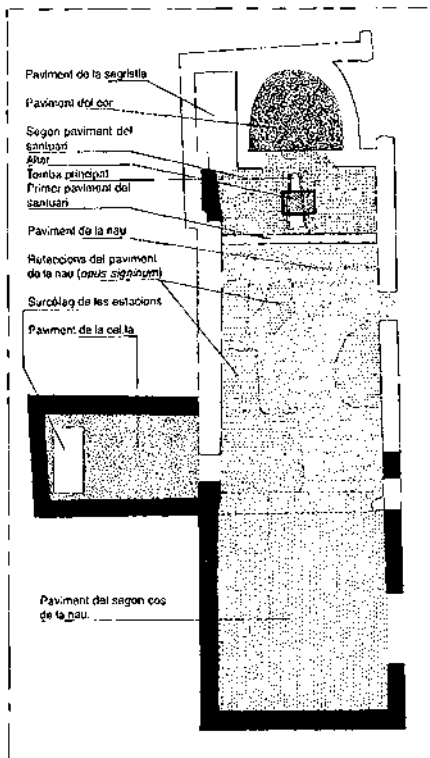 Paviment de la sagristia
Paviment del cor
Segon paviment del
santuari
Altar
Tomba principal
Primer paviment del
santuari
Paviment de la nau
Refeccions del paviment
de la nau (opus signinum)
Sarcòfag de les estacions
Paviment de la cel·la
Paviment del segon cos
de la nau.